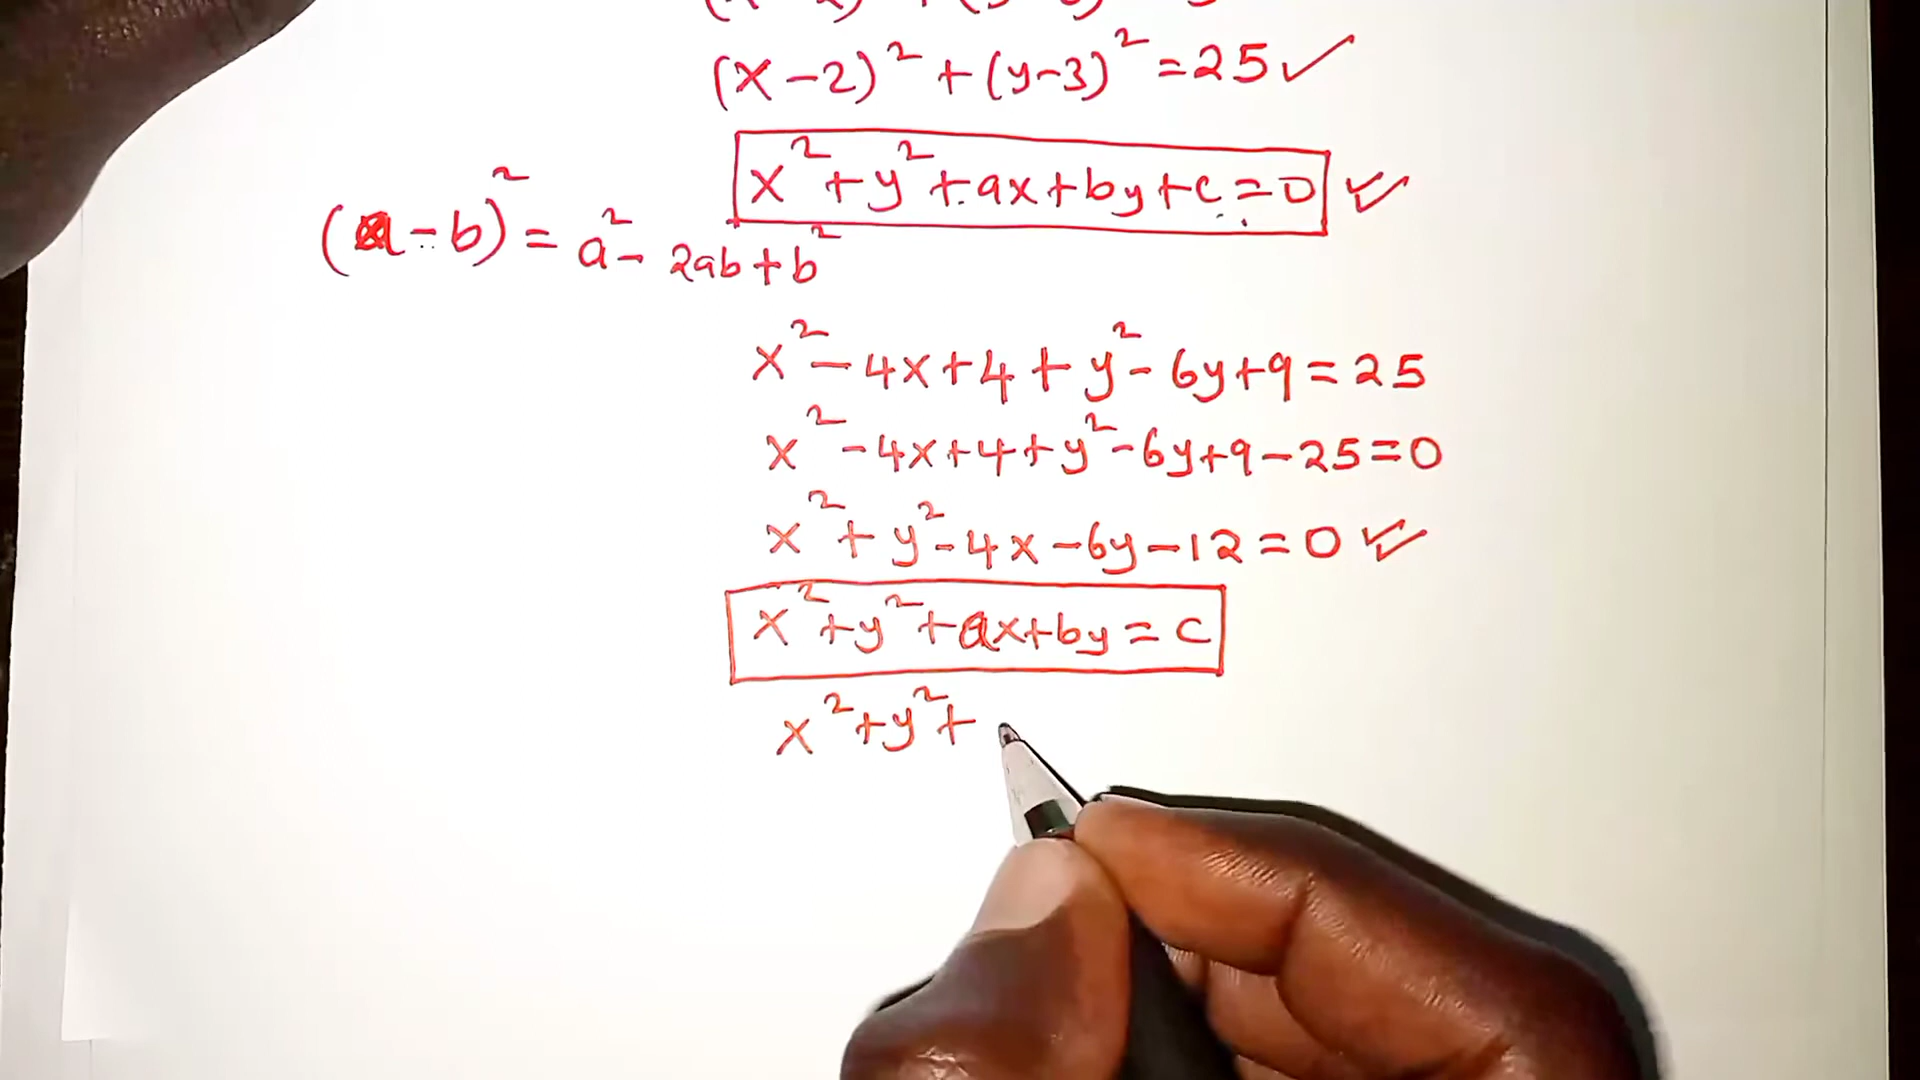 (x-2)² + (y-3)² = 25 ✓
x² + y² + ax + by + c = 0 ✓
(a - b)² = a² - 2ab + b²
x² - 4x + 4 + y² - 6y + 9 = 25
x² - 4x + 4 + y² - 6y + 9 - 25 = 0
x² + y² - 4x - 6y - 12 = 0 ✓
x² + y² + ax + by = c
x² + y² +